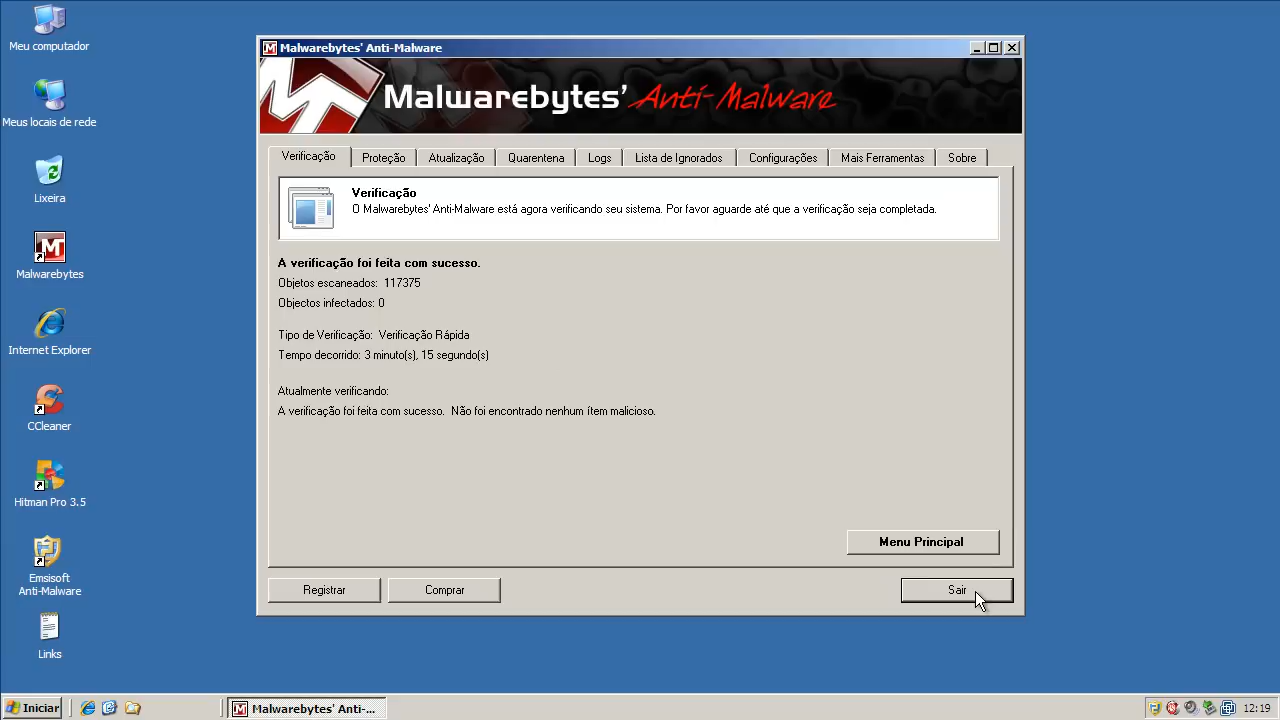 Meu computador
Meus locais de rede
Lixeira
Malwarebytes
Internet Explorer
CCleaner
Hitman Pro 3.5
Emsisoft
Anti-Malware
Links
Malwarebytes' Anti-Malware
Malwarebytes' Anti-Malware
Verificação
Proteção
Atualização
Quarentena
Logs
Lista de Ignorados
Configurações
Mais Ferramentas
Sobre
Verificação
O Malwarebytes' Anti-Malware está agora verificando seu sistema. Por favor aguarde até que a verificação seja completada.
A verificação foi feita com sucesso.
Objetos escaneados: 117375
Objectos infectados: 0
Tipo de Verificação: Verificação Rápida
Tempo decorrido: 3 minuto(s), 15 segundo(s)
Atualmente verificando:
A verificação foi feita com sucesso. Não foi encontrado nenhum ítem malicioso.
Menu Principal
Registrar
Comprar
Sair
Iniciar
Malwarebytes' Anti-...
12:19